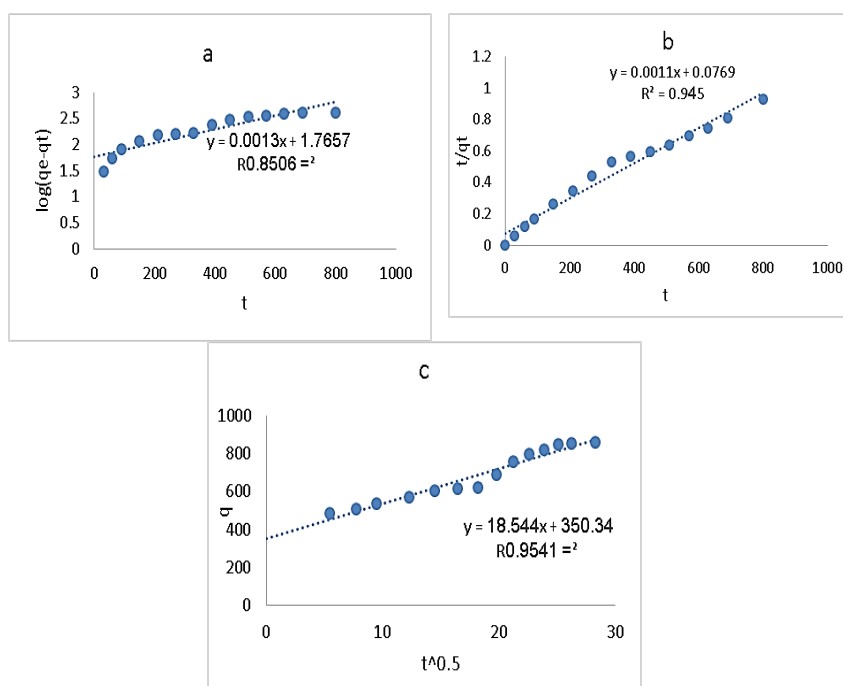 a
3
2.5
2
1.5
1
0.5
0
log(qe-qt)
y = 0.0013x + 1.7657
R0.8506 =²
0 200 400 600 800 1000
t
b
1.2
1
0.8
0.6
0.4
0.2
0
t/qt
y = 0.0011x + 0.0769
R² = 0.945
0 200 400 600 800 1000
t
c
1000
800
600
400
200
0
q
y = 18.544x + 350.34
R0.9541 =²
0 10 20 30
t^0.5